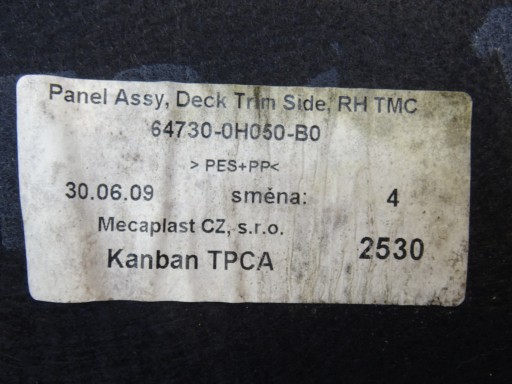 Panel Assy, Deck Trim Side, RH TMC
64730-0H050-B0
> PES+PP<
30.06.09 směna: 4
Mecaplast CZ, s.r.o.
Kanban TPCA 2530